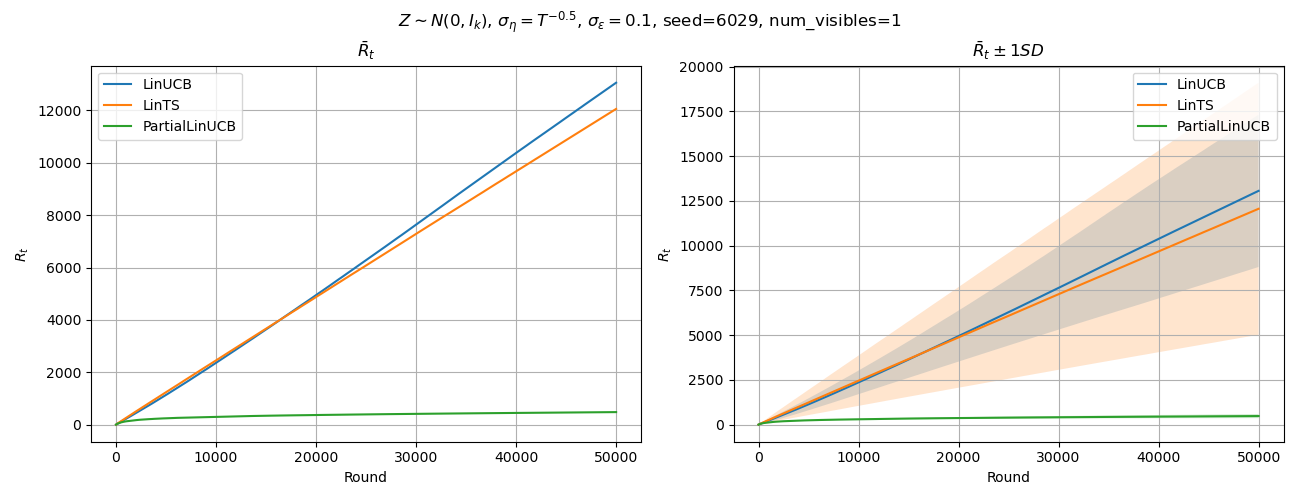 Z ∼ N(0, I_k), σ_η = T^{−0.5}, σ_ε = 0.1, seed=6029, num_visibles=1
R̄_t
LinUCB
LinTS
PartialLinUCB
R_t
12000
10000
8000
6000
4000
2000
0
0 10000 20000 30000 40000 50000
Round
R̄_t ± 1SD
LinUCB
LinTS
PartialLinUCB
R_t
20000
17500
15000
12500
10000
7500
5000
2500
0
0 10000 20000 30000 40000 50000
Round